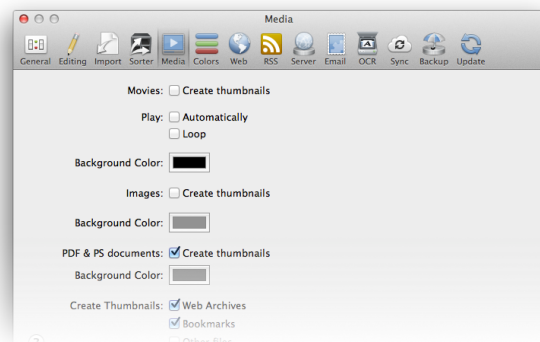 Media
General Editing Import Sorter Media Colors Web RSS Server Email OCR Sync Backup Update
Movies: Create thumbnails
Play: Automatically
Loop
Background Color:
Images: Create thumbnails
Background Color:
PDF & PS documents: Create thumbnails
Background Color:
Create Thumbnails: Web Archives
Bookmarks
Other files